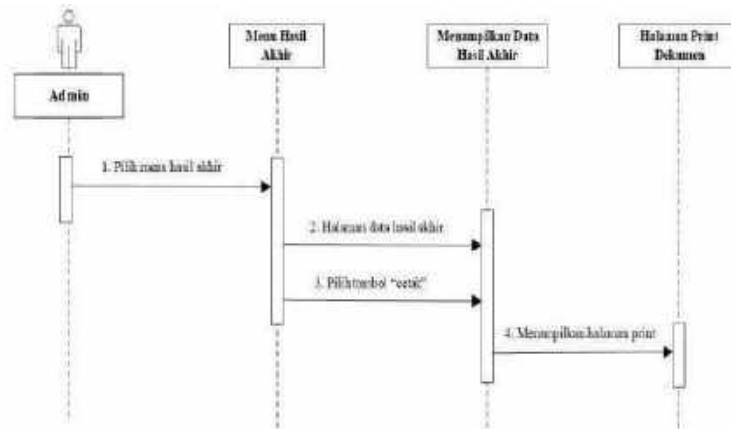 Menu Hasil
Akhir
Menampilkan Data
Hasil Akhir
Halaman Print
Dokumen
Admin
1. Pilih menu hasil akhir
2. Halaman data hasil akhir
3. Pilih tombol “cetak”
4. Menampilkan halaman print